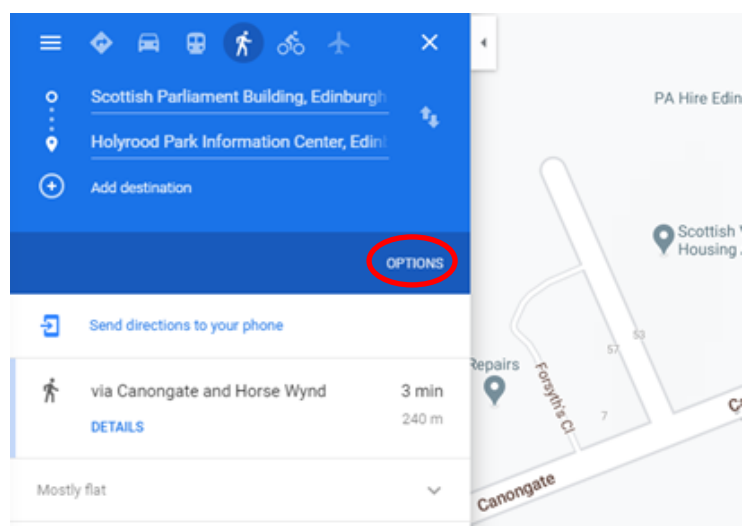 Scottish Parliament Building, Edinburgh
Holyrood Park Information Center, Edin
Add destination
OPTIONS
Send directions to your phone
via Canongate and Horse Wynd
3 min
DETAILS
240 m
Mostly flat
PA Hire Edin
Scottish
Housing
53
57
Repairs
Forsyth's Cl
7
Canongate